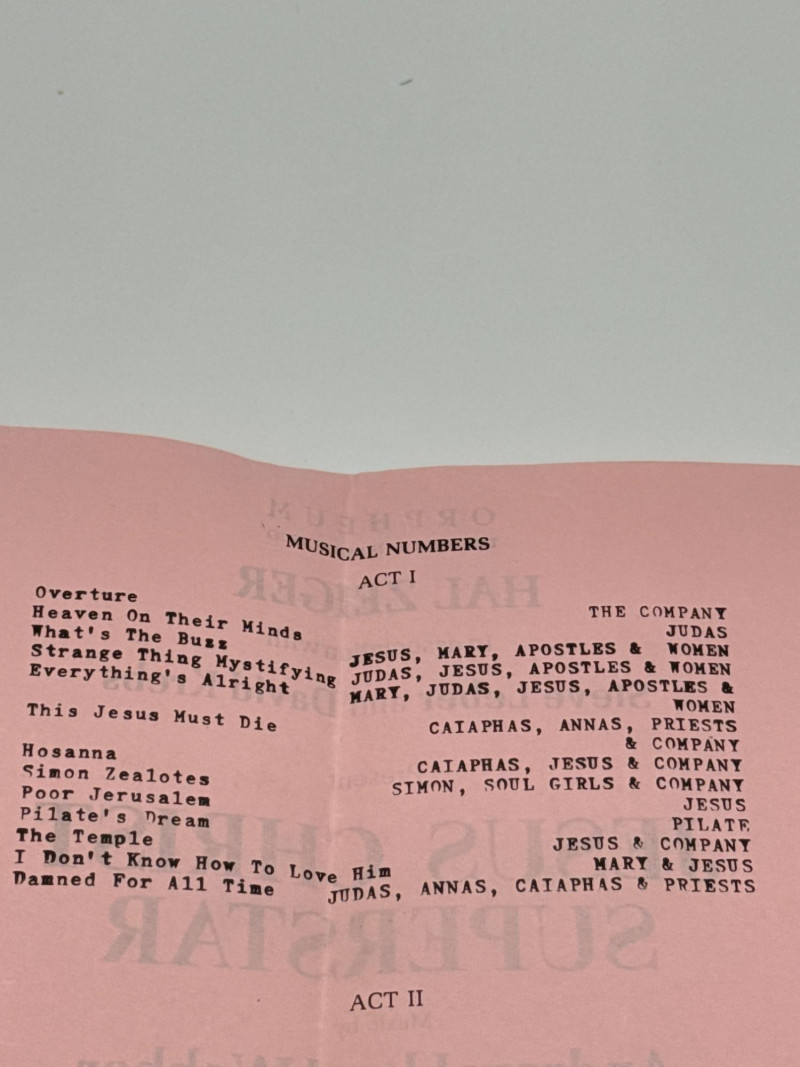 MUSICAL NUMBERS
ACT I
Overture THE COMPANY
Heaven On Their Minds JUDAS
What's The Buzz JESUS, MARY, APOSTLES & WOMEN
Strange Thing Mystifying JUDAS, JESUS, APOSTLES & WOMEN
Everything's Alright MARY, JUDAS, JESUS, APOSTLES &
WOMEN
This Jesus Must Die CAIAPHAS, ANNAS, PRIESTS
& COMPANY
Hosanna CAIAPHAS, JESUS & COMPANY
Simon Zealotes SIMON, SOUL GIRLS & COMPANY
Poor Jerusalem JESUS
Pilate's Dream PILATE
The Temple JESUS & COMPANY
I Don't Know How To Love Him MARY & JESUS
Damned For All Time JUDAS, ANNAS, CAIAPHAS & PRIESTS
ACT II
ORPHEUM
HAL ZEIGER
SUPERSTAR